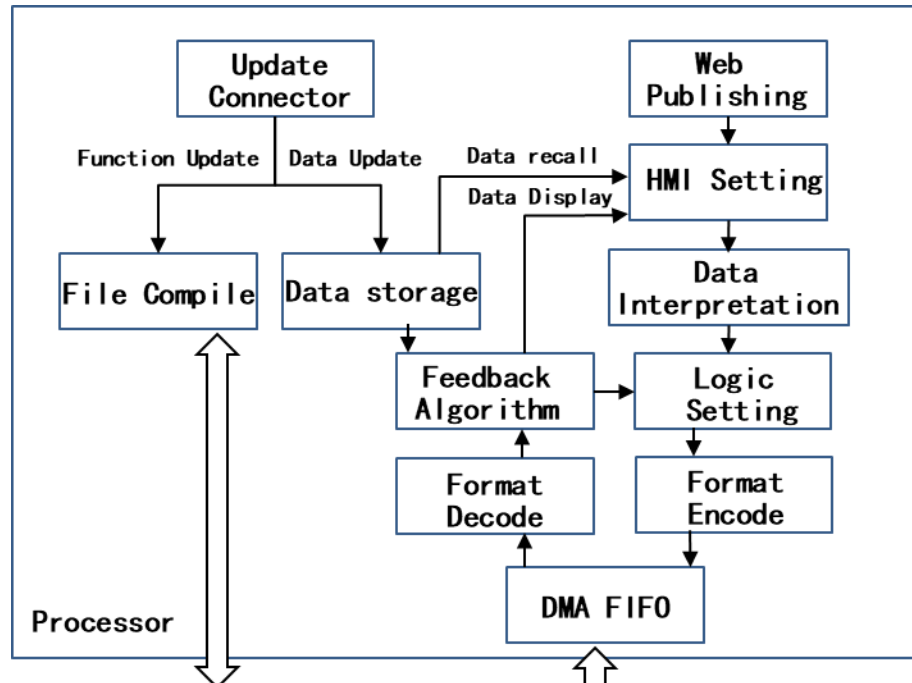 Update
Connector
Web
Publishing
Function Update
Data Update
Data recall
HMI Setting
Data Display
File Compile
Data storage
Data
Interpretation
Feedback
Algorithm
Logic
Setting
Format
Decode
Format
Encode
DMA FIFO
Processor